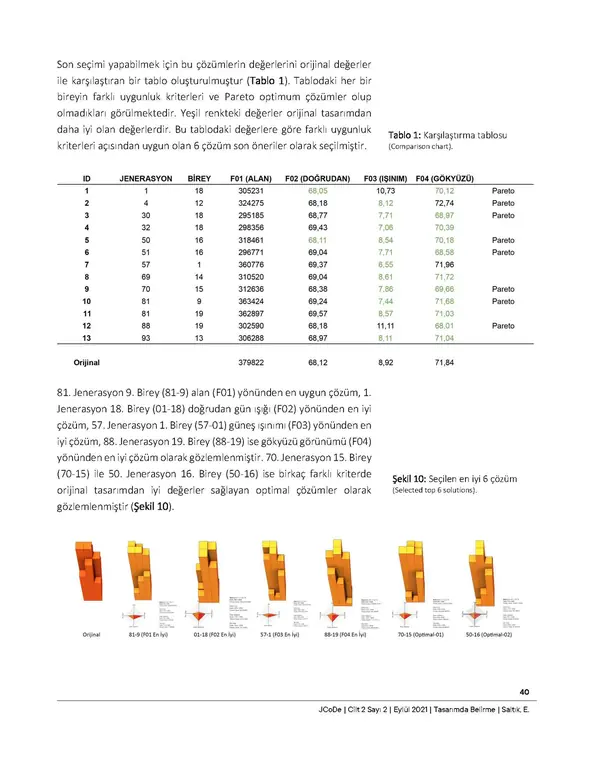 Son seçimi yapabilmek için bu çözümlerin değerlerini orijinal değerler
ile karşılaştıran bir tablo oluşturulmuştur (Tablo 1). Tablodaki her bir
bireyin farklı uygunluk kriterleri ve Pareto optimum çözümler olup
olmadıkları görülmektedir. Yeşil renkteki değerler orijinal tasarımdan
daha iyi olan değerlerdir. Bu tablodaki değerlere göre farklı uygunluk
kriterleri açısından uygun olan 6 çözüm son öneriler olarak seçilmiştir.
Tablo 1: Karşılaştırma tablosu
(Comparison chart).
ID JENERASYON BİREY F01 (ALAN) F02 (DOĞRUDAN) F03 (IŞINIM) F04 (GÖKYÜZÜ)
1 1 18 305231 68,05 10,73 70,12 Pareto
2 4 12 324275 68,18 8,12 72,74 Pareto
3 30 18 295185 68,77 7,71 68,97 Pareto
4 32 18 298356 69,43 7,08 70,39
5 50 16 318461 68,11 8,54 70,18 Pareto
6 51 16 296771 69,04 7,71 68,58 Pareto
7 57 1 360776 69,37 6,55 71,96
8 69 14 310520 69,04 8,61 71,72
9 70 15 312636 68,38 7,86 69,66 Pareto
10 81 9 363424 69,24 7,44 71,68 Pareto
11 81 19 362897 69,57 8,57 71,03
12 88 19 302590 68,18 11,11 68,01 Pareto
13 93 13 306288 68,97 8,11 71,04
Orijinal 379822 68,12 8,92 71,84
81. Jenerasyon 9. Birey (81-9) alan (F01) yönünden en uygun çözüm, 1.
Jenerasyon 18. Birey (01-18) doğrudan gün ışığı (F02) yönünden en iyi
çözüm, 57. Jenerasyon 1. Birey (57-01) güneş ışınımı (F03) yönünden en
iyi çözüm, 88. Jenerasyon 19. Birey (88-19) ise gökyüzü görünümü (F04)
yönünden en iyi çözüm olarak gözlemlenmiştir. 70. Jenerasyon 15. Birey
(70-15) ile 50. Jenerasyon 16. Birey (50-16) ise birkaç farklı kriterde
orijinal tasarımdan iyi değerler sağlayan optimal çözümler olarak
gözlemlenmiştir (Şekil 10).
Şekil 10: Seçilen en iyi 6 çözüm
(Selected top 6 solutions).
Orijinal 81-9 (F01 En İyi) 01-18 (F02 En İyi) 57-1 (F03 En İyi) 88-19 (F04 En İyi) 70-15 (Optimal-01) 50-16 (Optimal-02)
40
JCoDe | Cilt 2 Sayı 2 | Eylül 2021 | Tasarımda Belirme | Saltık, E.